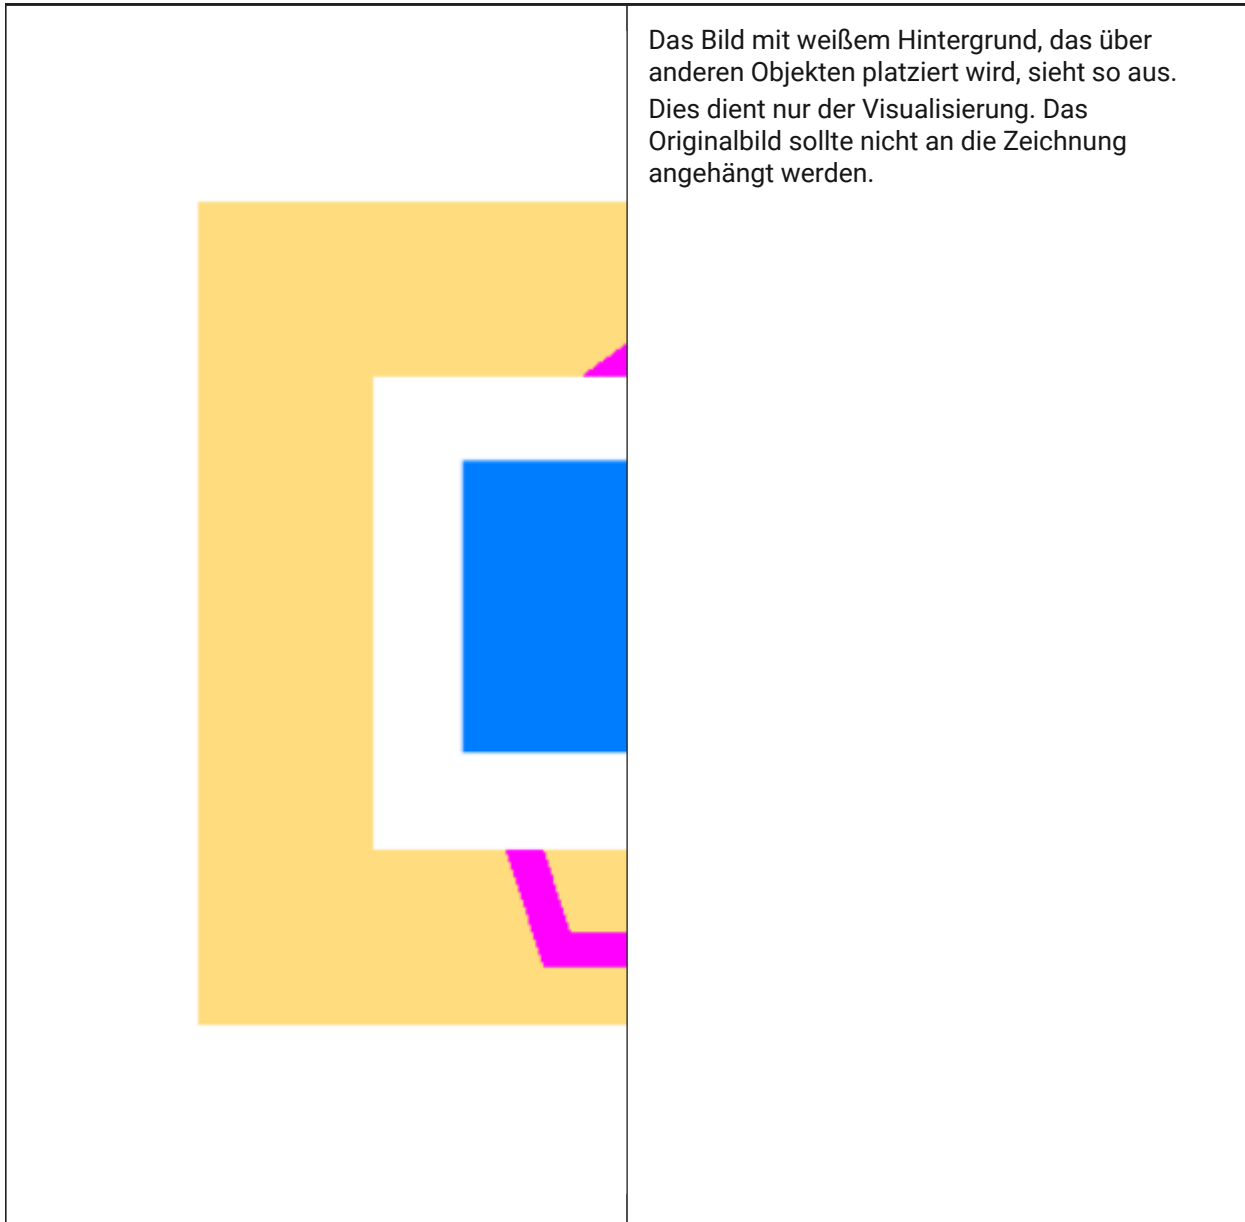 Das Bild mit weißem Hintergrund, das über
anderen Objekten platziert wird, sieht so aus.
Dies dient nur der Visualisierung. Das
Originalbild sollte nicht an die Zeichnung
angehängt werden.